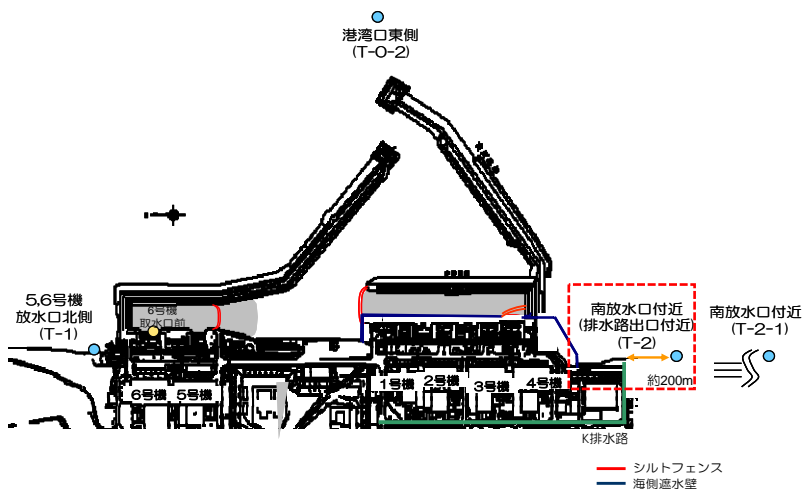 港湾口東側
(T-0-2)
5,6号機
放水口北側
(T-1)
6号機
取水口前
南放水口付近
(排水路出口付近)
(T-2)
南放水口付近
(T-2-1)
約200m
6号機
5号機
1号機
2号機
3号機
4号機
K排水路
シルトフェンス
海側遮水壁